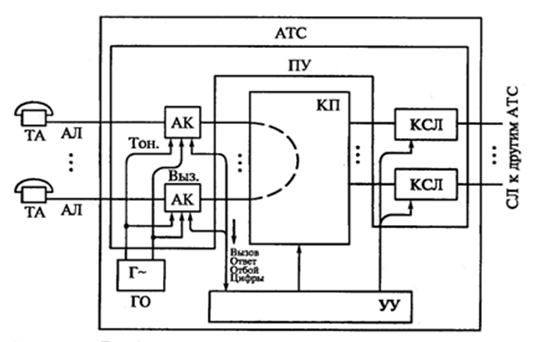 АТС
ПУ
КП
ТА
АЛ
АК
Тон.
КСЛ
Выз.
ТА
АЛ
АК
КСЛ
СЛ к другим АТС
Вызов
Ответ
Отбой
Цифры
Г~
ГО
УУ